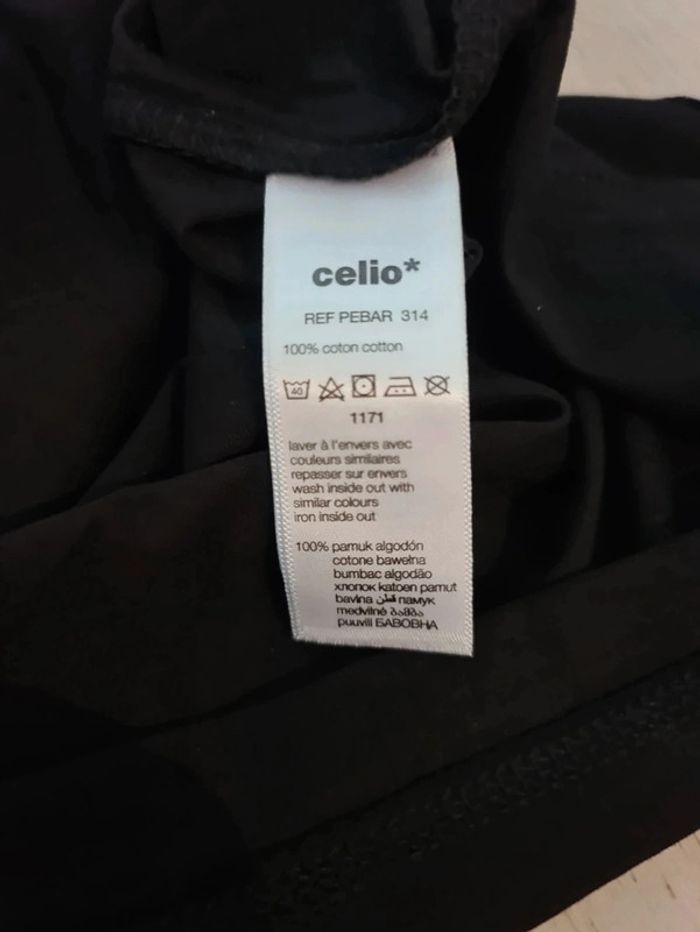 celio*
REF PEBAR 314
100% coton cotton
40
1171
laver à l'envers avec
couleurs similaires
repasser sur envers
wash inside out with
similar colours
iron inside out
100% pamuk algodón
cotone bawełna
bumbac algodão
хлопок katoen pamut
bavlna قطن памук
medvilnė ბამბა
puuvill БАВОВНА